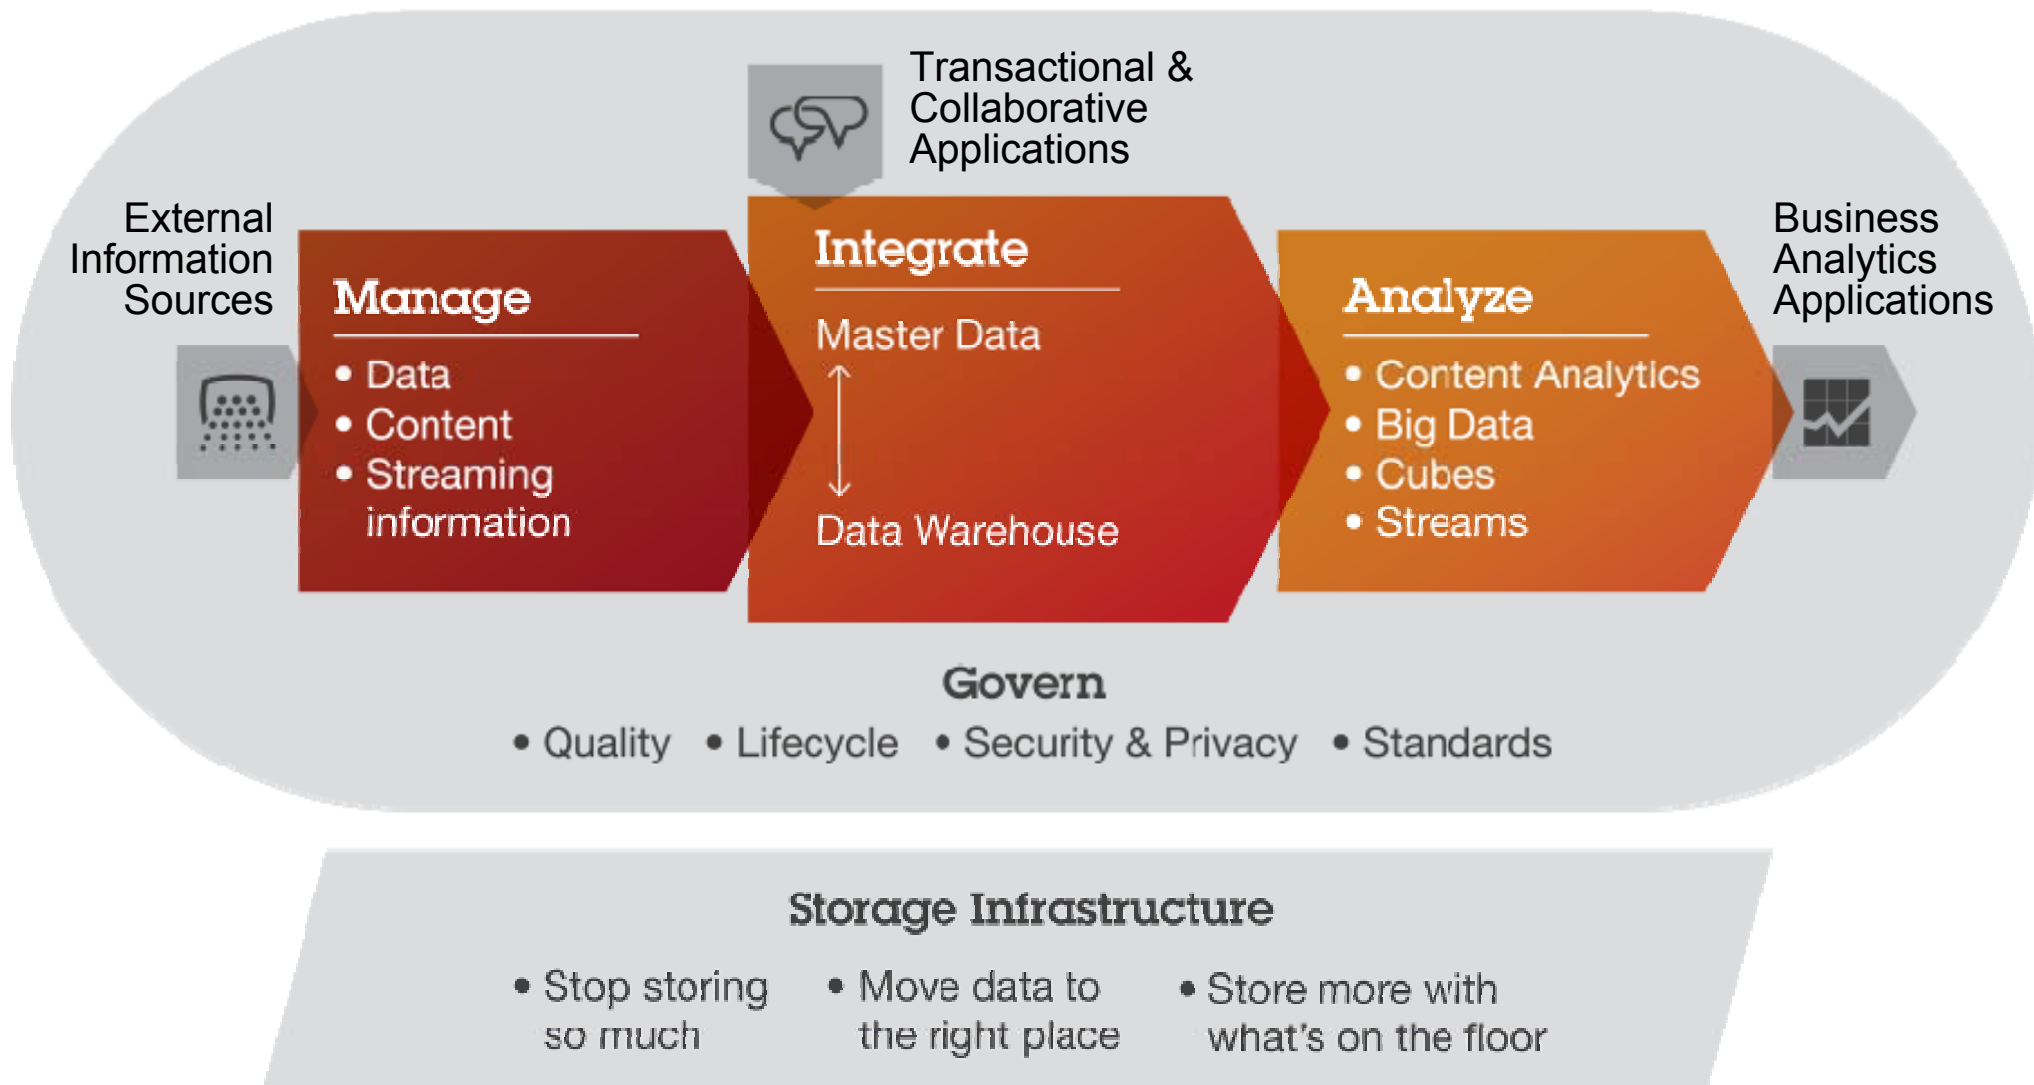 Transactional &
Collaborative
Applications
External
Information
Sources
Manage
• Data
• Content
• Streaming
information
Integrate
Master Data
Data Warehouse
Analyze
• Content Analytics
• Big Data
• Cubes
• Streams
Business
Analytics
Applications
Govern
• Quality • Lifecycle • Security & Privacy • Standards
Storage Infrastructure
• Stop storing
so much
• Move data to
the right place
• Store more with
what's on the floor